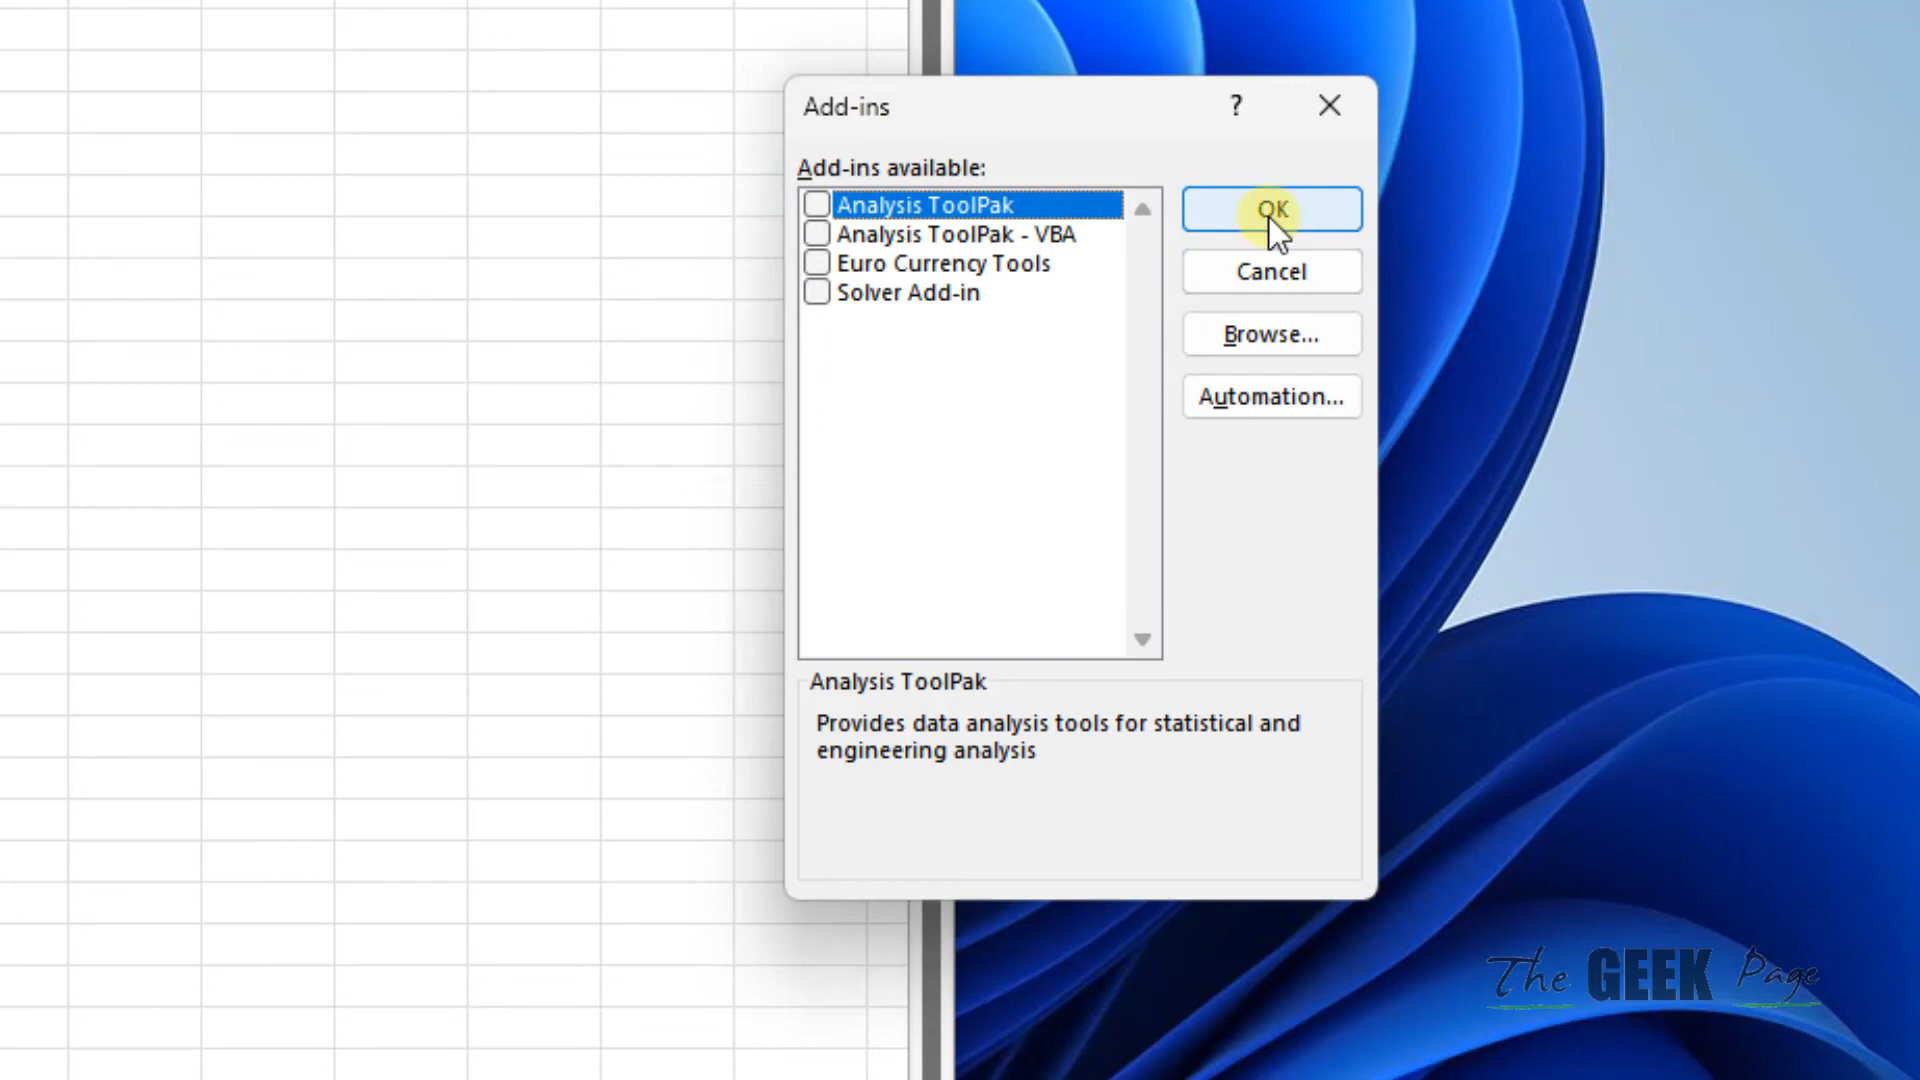 Add-ins
?
Add-ins available:
Analysis ToolPak
Analysis ToolPak - VBA
Euro Currency Tools
Solver Add-in
OK
Cancel
Browse...
Automation...
Analysis ToolPak
Provides data analysis tools for statistical and
engineering analysis
The GEEK Page